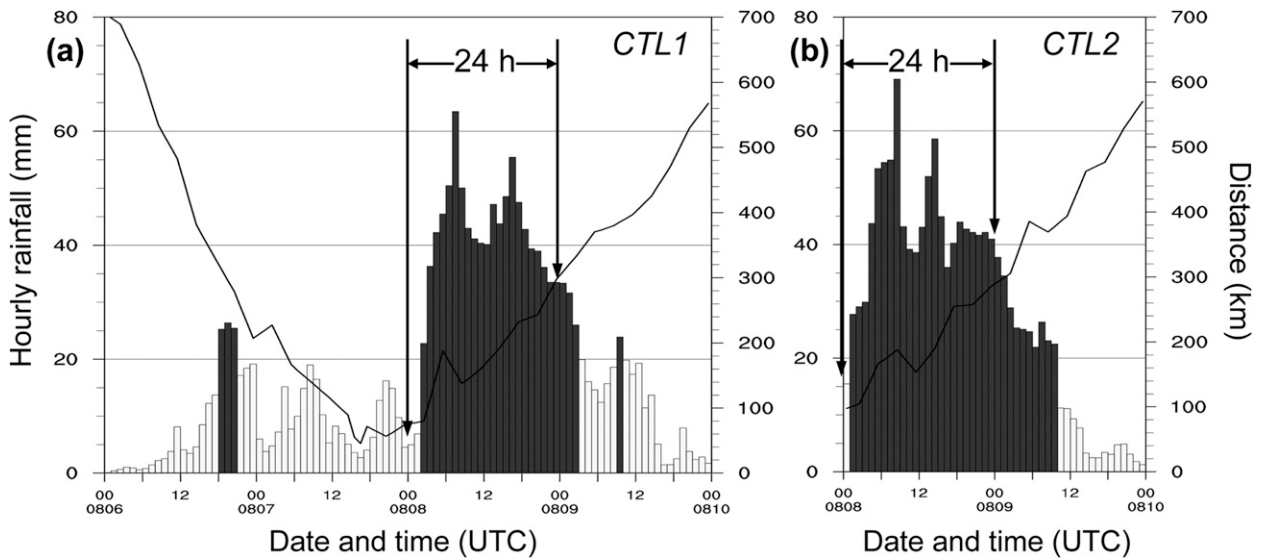 (a)
CTL1
24 h
80
60
40
20
0
Hourly rainfall (mm)
700
600
500
400
300
200
100
0
00 12 00 12 00 12 00 12 00
0806 0807 0808 0809 0810
Date and time (UTC)
(b)
CTL2
24 h
80
60
40
20
0
700
600
500
400
300
200
100
0
Distance (km)
00 12 00 12 00
0808 0809 0810
Date and time (UTC)